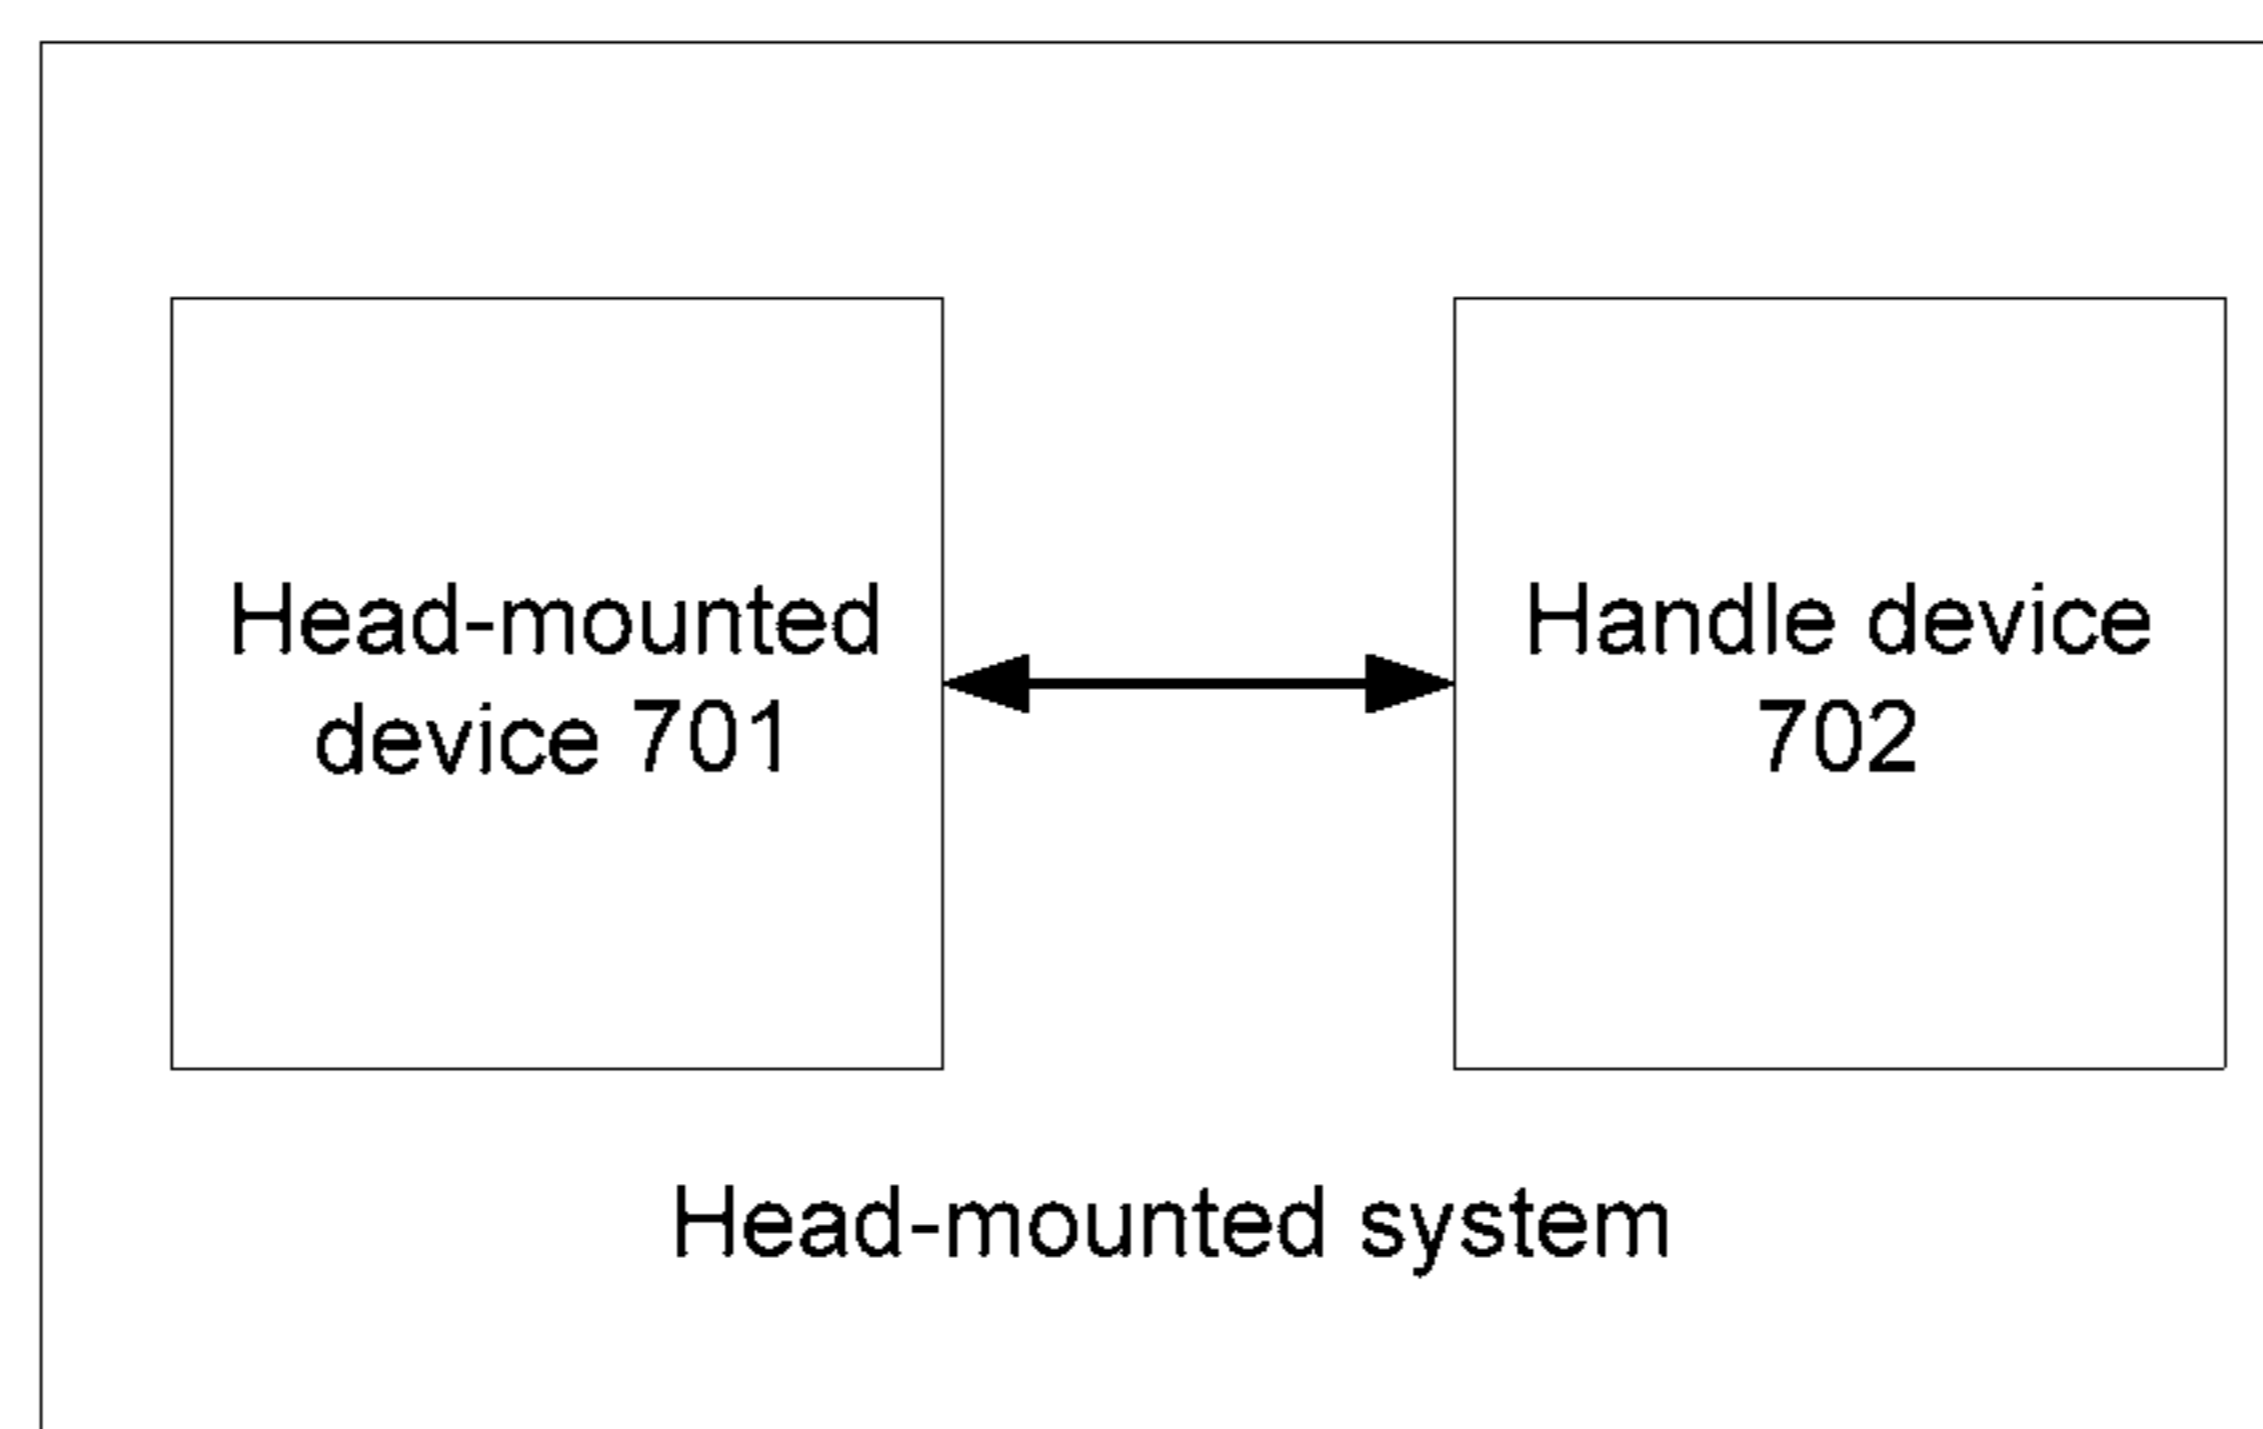 Head-mounted
device 701
Handle device
702
Head-mounted system